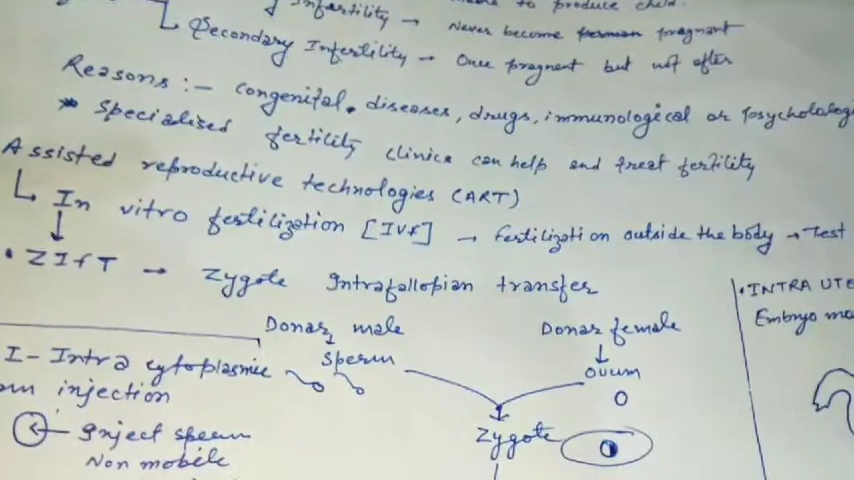 Infertility → Never become pregnant
Secondary Infertility → Once pragnent but not after
Reasons :- Congenital, diseases, drugs, immunological or psychologi
* Specialised fertility clinics can help and treat fertility
Assisted reproductive technologies (ART)
In vitro fertilization [IVF] → fertilization outside the body → Test
• ZIFT → Zygote Intrafallopian transfer
• INTRA UTE
Embryo mo
Donar male
Donar female
Sperm
Ovum
I - Intra cytoplasmic
injection
Inject sperm
Non mobile
Zygote